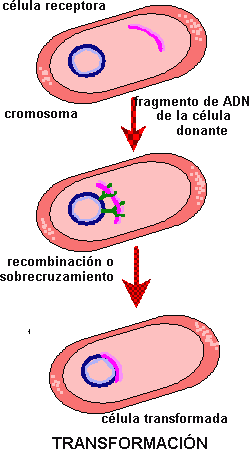 célula receptora
cromosoma
fragmento de ADN
de la célula
donante
recombinación o
sobrecruzamiento
célula transformada
TRANSFORMACIÓN